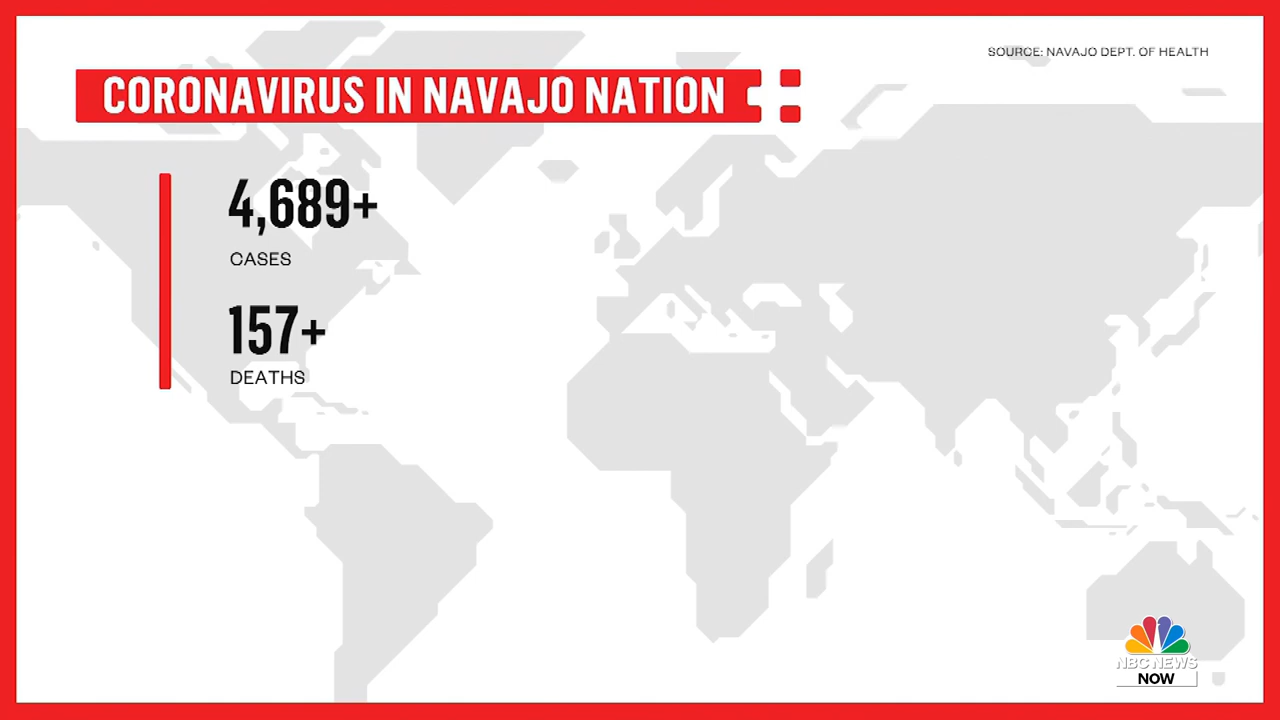 SOURCE: NAVAJO DEPT. OF HEALTH
CORONAVIRUS IN NAVAJO NATION
4,689+
CASES
157+
DEATHS
NBC NEWS
NOW